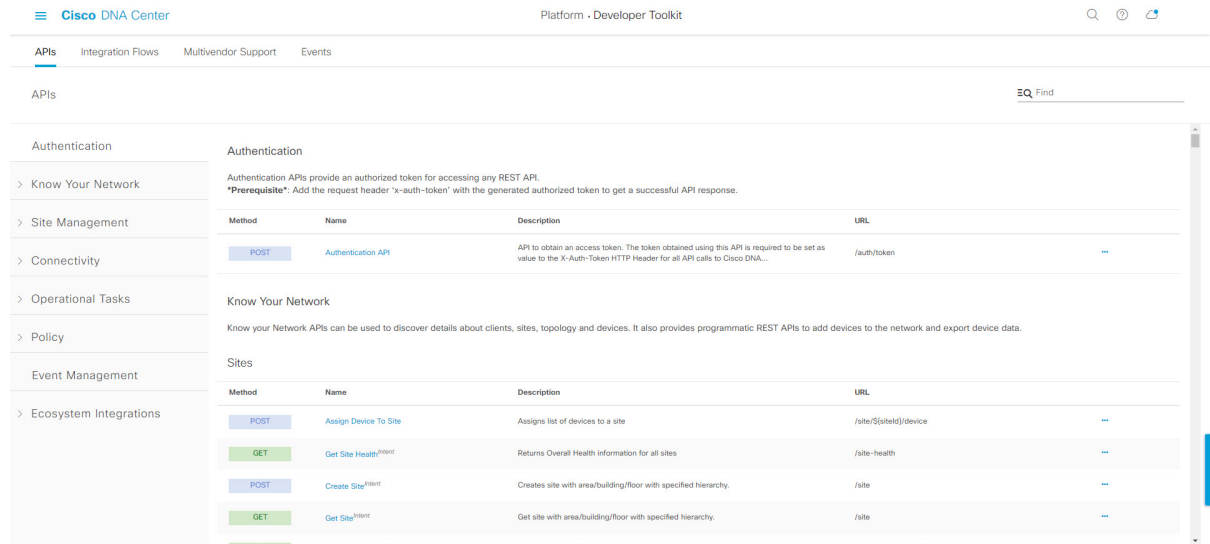 Cisco DNA Center
Platform • Developer Toolkit
APIs Integration Flows Multivendor Support Events
APIs
Find
Authentication
Know Your Network
Site Management
Connectivity
Operational Tasks
Policy
Event Management
Ecosystem Integrations
Authentication
Authentication APIs provide an authorized token for accessing any REST API.
*Prerequisite*: Add the request header 'x-auth-token' with the generated authorized token to get a successful API response.
Method Name Description URL
POST Authentication API API to obtain an access token. The token obtained using this API is required to be set as
value to the X-Auth-Token HTTP Header for all API calls to Cisco DNA... /auth/token ...
Know Your Network
Know your Network APIs can be used to discover details about clients, sites, topology and devices. It also provides programmatic REST APIs to add devices to the network and export device data.
Sites
Method Name Description URL
POST Assign Device To Site Assigns list of devices to a site /site/${siteId}/device ...
GET Get Site Health Intent Returns Overall Health information for all sites /site-health ...
POST Create Site Intent Creates site with area/building/floor with specified hierarchy. /site ...
GET Get Site Intent Get site with area/building/floor with specified hierarchy. /site ...